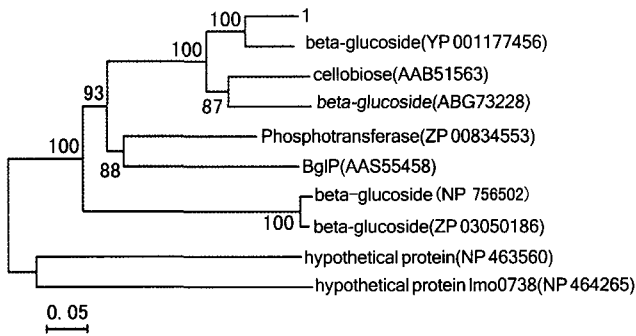 1
100
beta-glucoside(YP 001177456)
100
cellobiose(AAB51563)
87
beta-glucoside(ABG73228)
93
Phosphotransferase(ZP 00834553)
88
BglP(AAS55458)
100
beta-glucoside(NP 756502)
100
beta-glucoside(ZP 03050186)
hypothetical protein(NP 463560)
hypothetical protein lmo0738(NP 464265)
0. 05